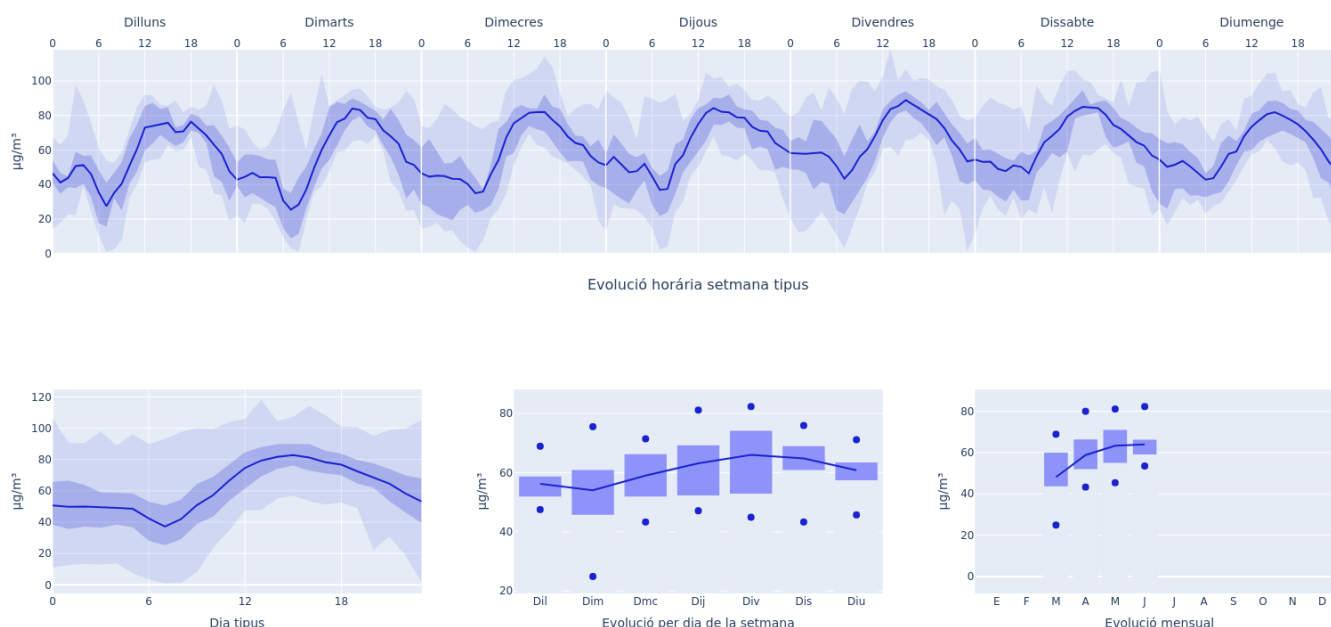 Dilluns Dimarts Dimecres Dijous Divendres Dissabte Diumenge
0 6 12 18 0 6 12 18 0 6 12 18 0 6 12 18 0 6 12 18 0 6 12 18 0 6 12 18
100
80
60
40
20
0
µg/m³
Evolució horária setmana tipus
120
100
80
60
40
20
0
µg/m³
0 6 12 18
Dia tipus
80
60
40
20
µg/m³
Dil Dim Dmc Dij Div Dis Diu
Evolució per dia de la setmana
80
60
40
20
0
µg/m³
E F M A M J J A S O N D
Evolució mensual